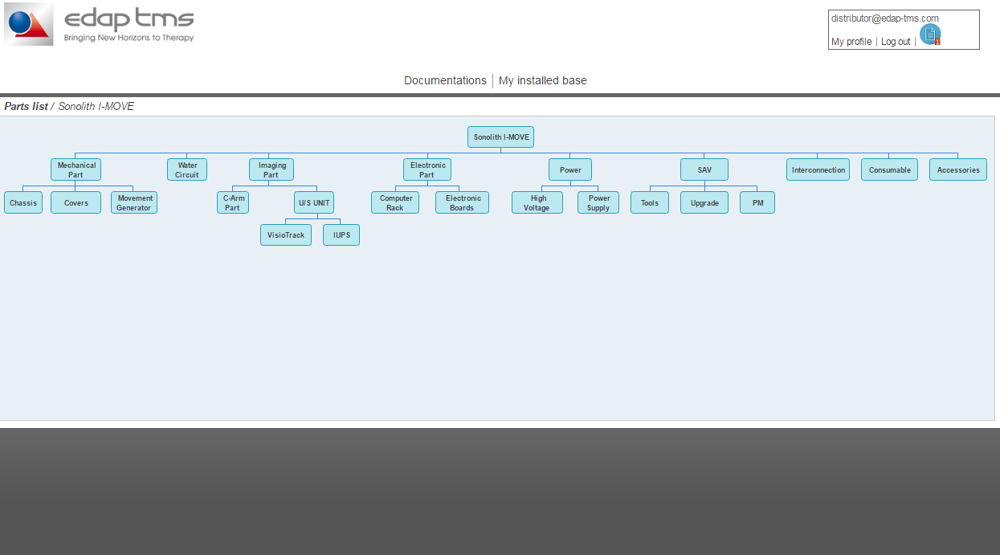 edap tms
Bringing New Horizons to Therapy
distributor@edap-tms.com
My profile | Log out |
1
Documentations | My installed base
Parts list / Sonolith I-MOVE
Sonolith I-MOVE
Mechanical
Part
Water
Circuit
Imaging
Part
Electronic
Part
Power
SAV
Interconnection
Consumable
Accessories
Chassis
Covers
Movement
Generator
C-Arm
Part
U/S UNIT
Computer
Rack
Electronic
Boards
High
Voltage
Power
Supply
Tools
Upgrade
PM
VisioTrack
IUPS